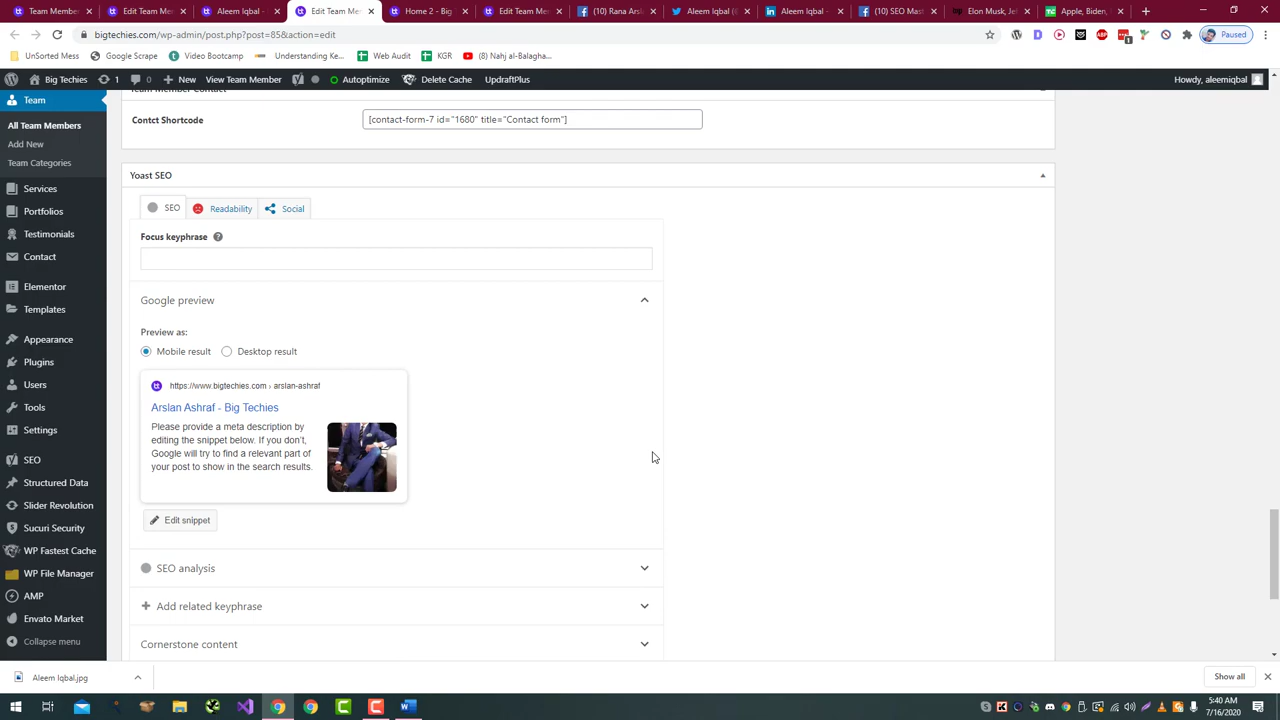 Team Members
Edit Team Mem
Aleem Iqbal
Edit Team Mem
Home 2 - Big
Edit Team Mem
(10) Rana Arsl
Aleem Iqbal (@
Aleem Iqbal -
(10) SEO Mast
Elon Musk, Jef
Apple, Biden,
bigtechies.com/wp-admin/post.php?post=85&action=edit
Paused
UnSorted Mess
Google Scrape
Video Bootcamp
Understanding Ke...
Web Audit
KGR
(8) Nahj al-Balagha...
Big Techies
1
0
New
View Team Member
Autoptimize
Delete Cache
UpdraftPlus
Howdy, aleemiqbal
Team
All Team Members
Add New
Team Categories
Services
Portfolios
Testimonials
Contact
Elementor
Templates
Appearance
Plugins
Users
Tools
Settings
SEO
Structured Data
Slider Revolution
Sucuri Security
WP Fastest Cache
WP File Manager
AMP
Envato Market
Collapse menu
Team Member Contact
Contct Shortcode
[contact-form-7 id="1680" title="Contact form"]
Yoast SEO
SEO
Readability
Social
Focus keyphrase
Google preview
Preview as:
Mobile result
Desktop result
https://www.bigtechies.com › arslan-ashraf
Arslan Ashraf - Big Techies
Please provide a meta description by
editing the snippet below. If you don't,
Google will try to find a relevant part of
your post to show in the search results.
Edit snippet
SEO analysis
Add related keyphrase
Cornerstone content
Aleem Iqbal.jpg
Show all
5:40 AM
7/16/2020